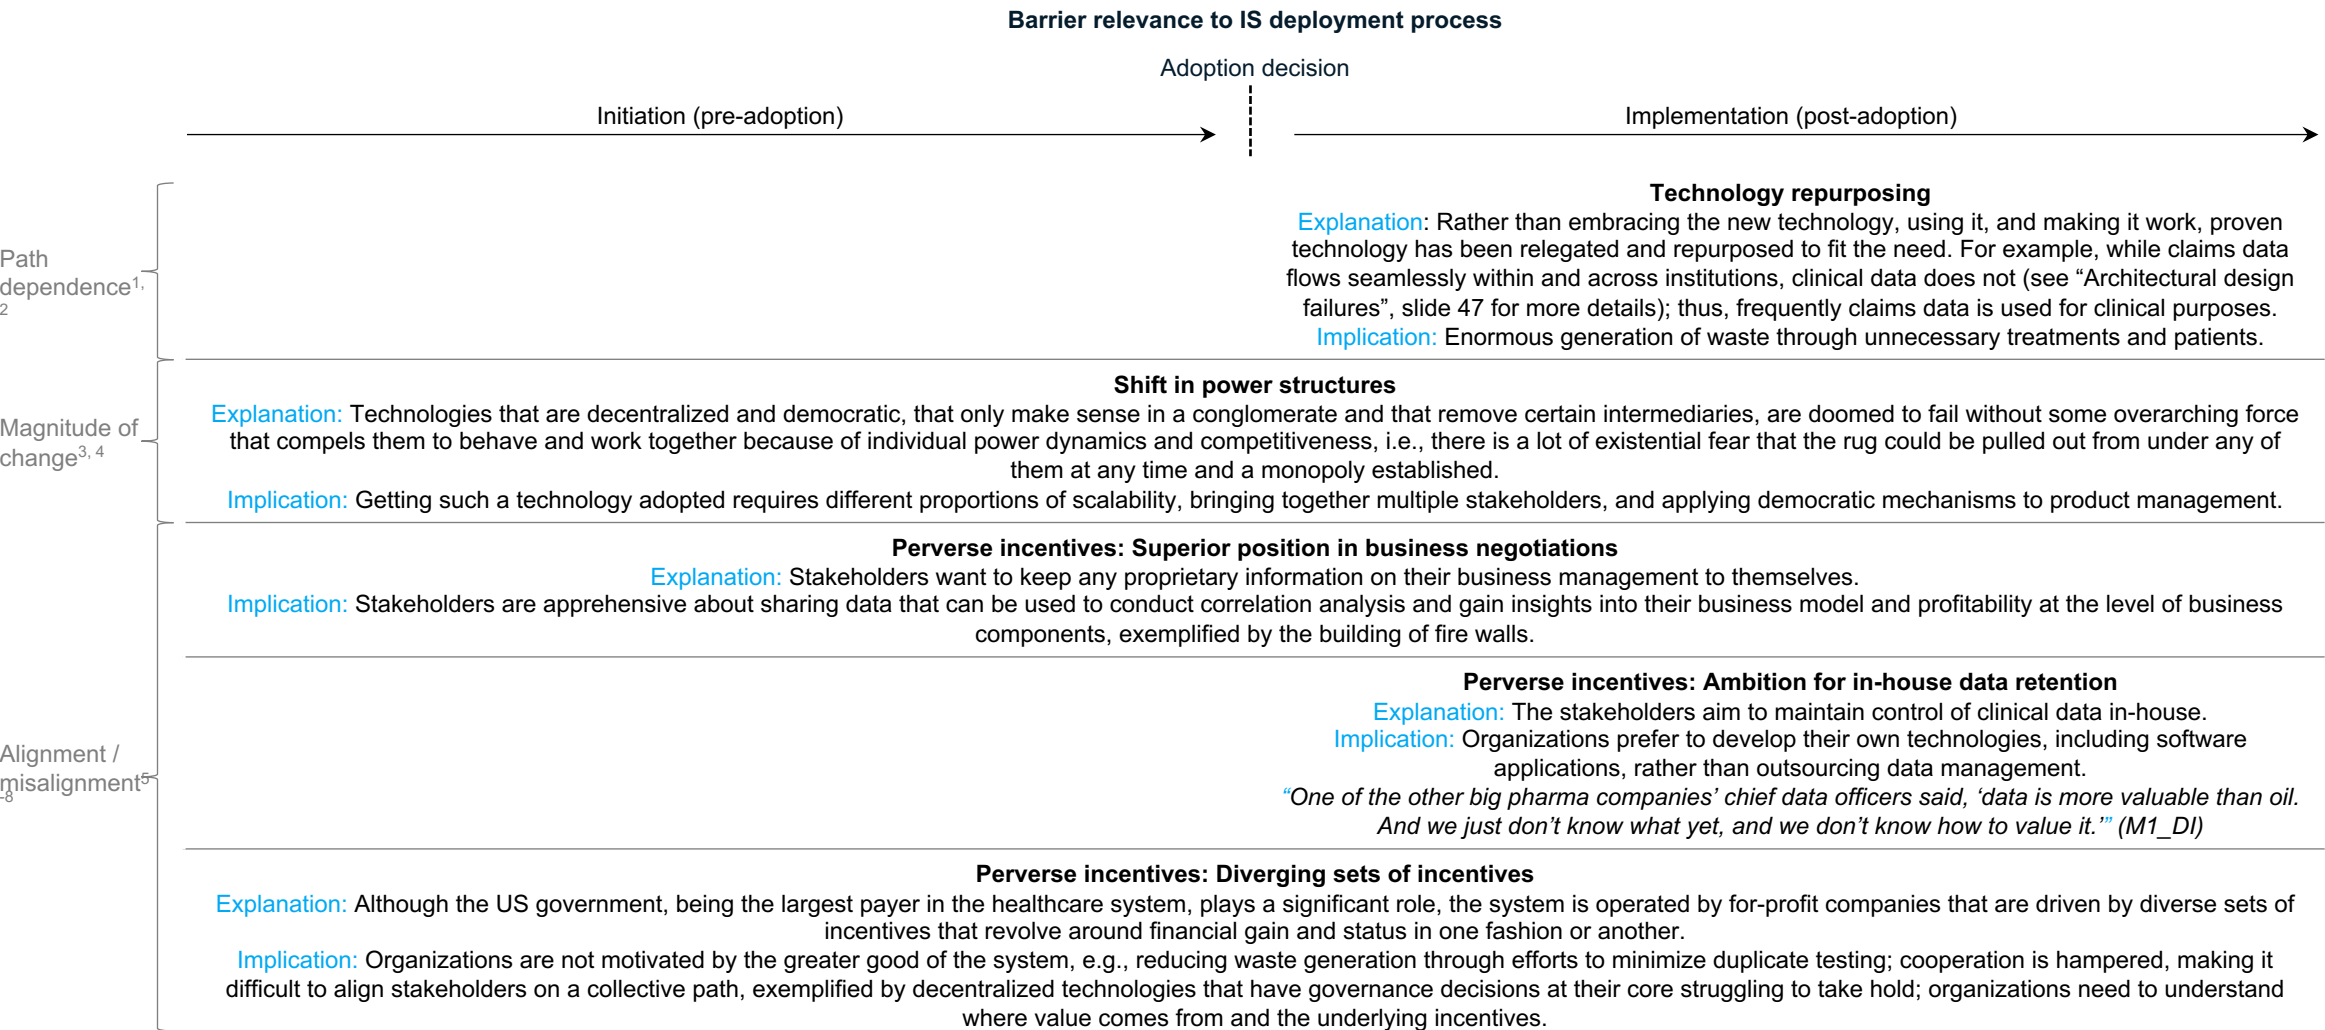 Barrier relevance to IS deployment process
Adoption decision
Initiation (pre-adoption)
Implementation (post-adoption)
Path
dependence1,
2
Technology repurposing
Explanation: Rather than embracing the new technology, using it, and making it work, proven
technology has been relegated and repurposed to fit the need. For example, while claims data
flows seamlessly within and across institutions, clinical data does not (see “Architectural design
failures”, slide 47 for more details); thus, frequently claims data is used for clinical purposes.
Implication: Enormous generation of waste through unnecessary treatments and patients.
Magnitude of
change3, 4
Shift in power structures
Explanation: Technologies that are decentralized and democratic, that only make sense in a conglomerate and that remove certain intermediaries, are doomed to fail without some overarching force
that compels them to behave and work together because of individual power dynamics and competitiveness, i.e., there is a lot of existential fear that the rug could be pulled out from under any of
them at any time and a monopoly established.
Implication: Getting such a technology adopted requires different proportions of scalability, bringing together multiple stakeholders, and applying democratic mechanisms to product management.
Alignment /
misalignment5
-8
Perverse incentives: Superior position in business negotiations
Explanation: Stakeholders want to keep any proprietary information on their business management to themselves.
Implication: Stakeholders are apprehensive about sharing data that can be used to conduct correlation analysis and gain insights into their business model and profitability at the level of business
components, exemplified by the building of fire walls.
Perverse incentives: Ambition for in-house data retention
Explanation: The stakeholders aim to maintain control of clinical data in-house.
Implication: Organizations prefer to develop their own technologies, including software
applications, rather than outsourcing data management.
“One of the other big pharma companies’ chief data officers said, ‘data is more valuable than oil.
And we just don’t know what yet, and we don’t know how to value it.’” (M1_DI)
Perverse incentives: Diverging sets of incentives
Explanation: Although the US government, being the largest payer in the healthcare system, plays a significant role, the system is operated by for-profit companies that are driven by diverse sets of
incentives that revolve around financial gain and status in one fashion or another.
Implication: Organizations are not motivated by the greater good of the system, e.g., reducing waste generation through efforts to minimize duplicate testing; cooperation is hampered, making it
difficult to align stakeholders on a collective path, exemplified by decentralized technologies that have governance decisions at their core struggling to take hold; organizations need to understand
where value comes from and the underlying incentives.